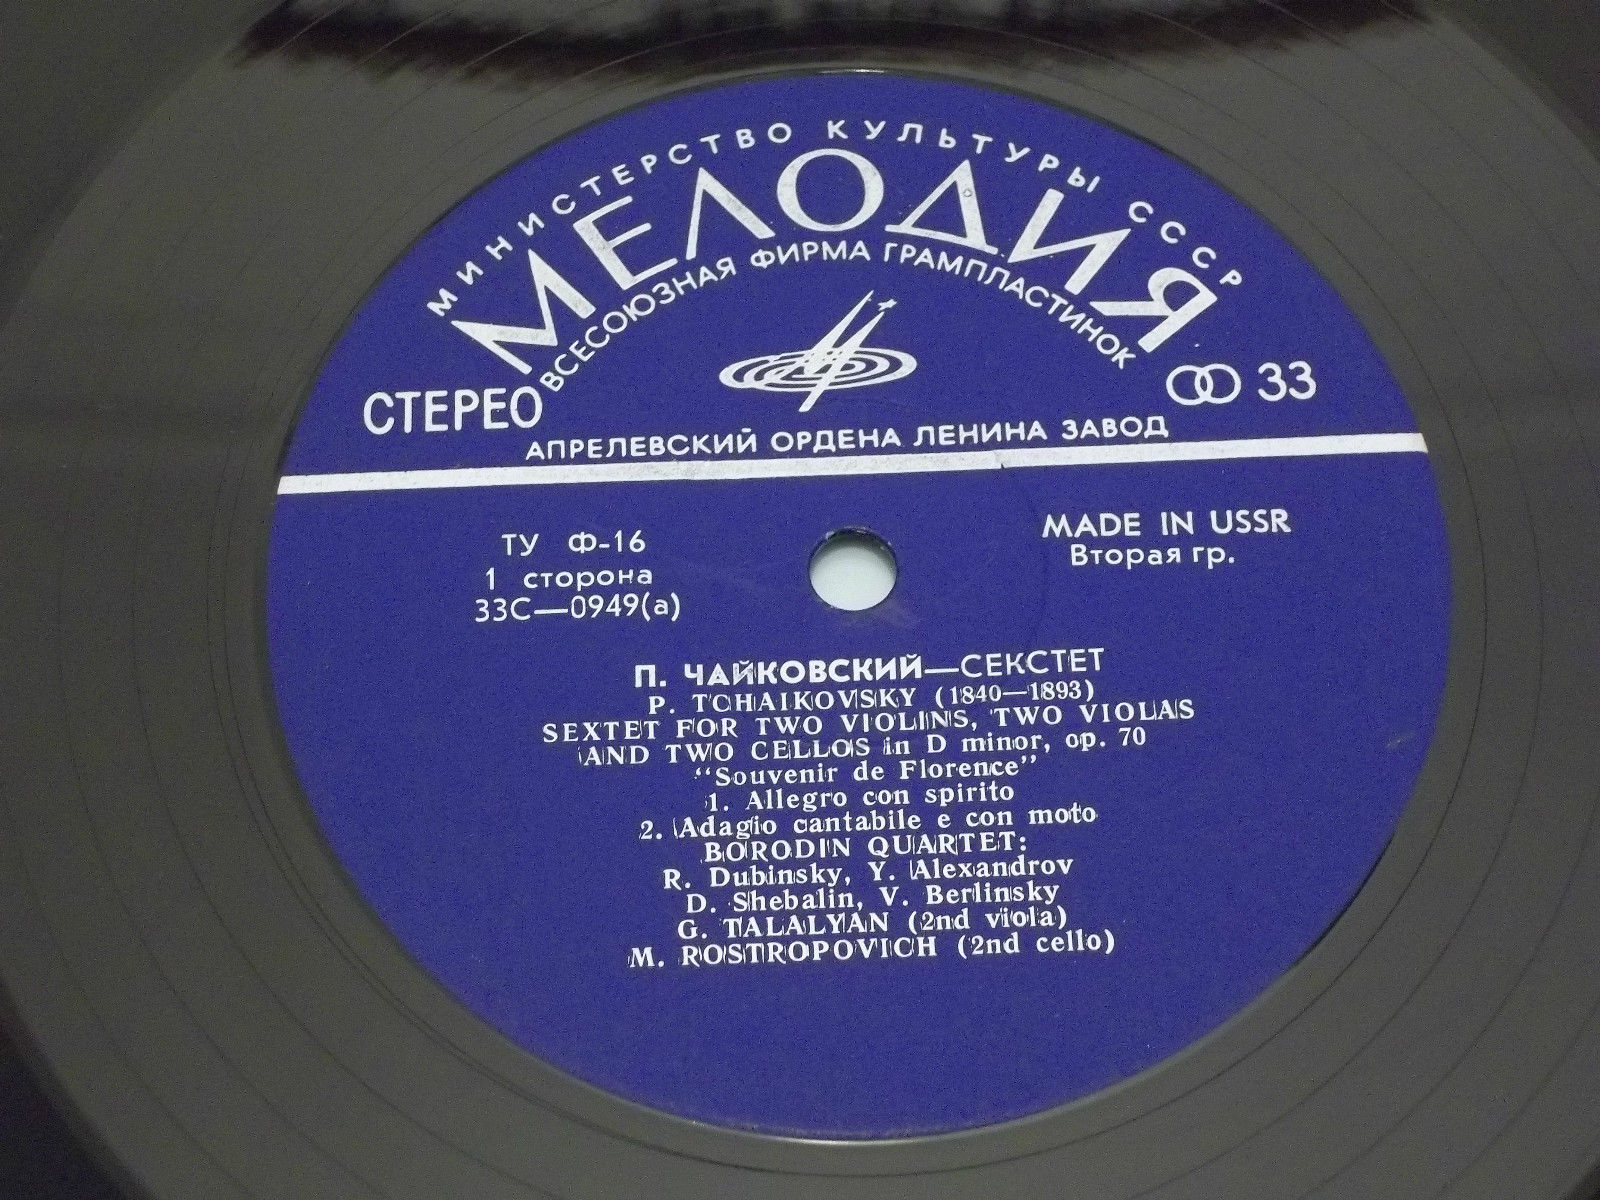 МИНИСТЕРСТВО КУЛЬТУРЫ СССР
МЕЛОДИЯ
ВСЕСОЮЗНАЯ ФИРМА ГРАМПЛАСТИНОК
СТЕРЕО
33
АПРЕЛЕВСКИЙ ОРДЕНА ЛЕНИНА ЗАВОД
ТУ Ф-16
MADE IN USSR
1 сторона
Вторая гр.
33С—0949(а)
П. ЧАЙКОВСКИЙ—СЕКСТЕТ
P. TCHAIKOVSKY (1840—1893)
SEXTET FOR TWO VIOLINS, TWO VIOLAS
AND TWO CELLOS in D minor, op. 70
"Souvenir de Florence"
1. Allegro con spirito
2. Adagio cantabile e con moto
BORODIN QUARTET:
R. Dubinsky, Y. Alexandrov
D. Shebalin, V. Berlinsky
G. TALALYAN (2nd viola)
M. ROSTROPOVICH (2nd cello)